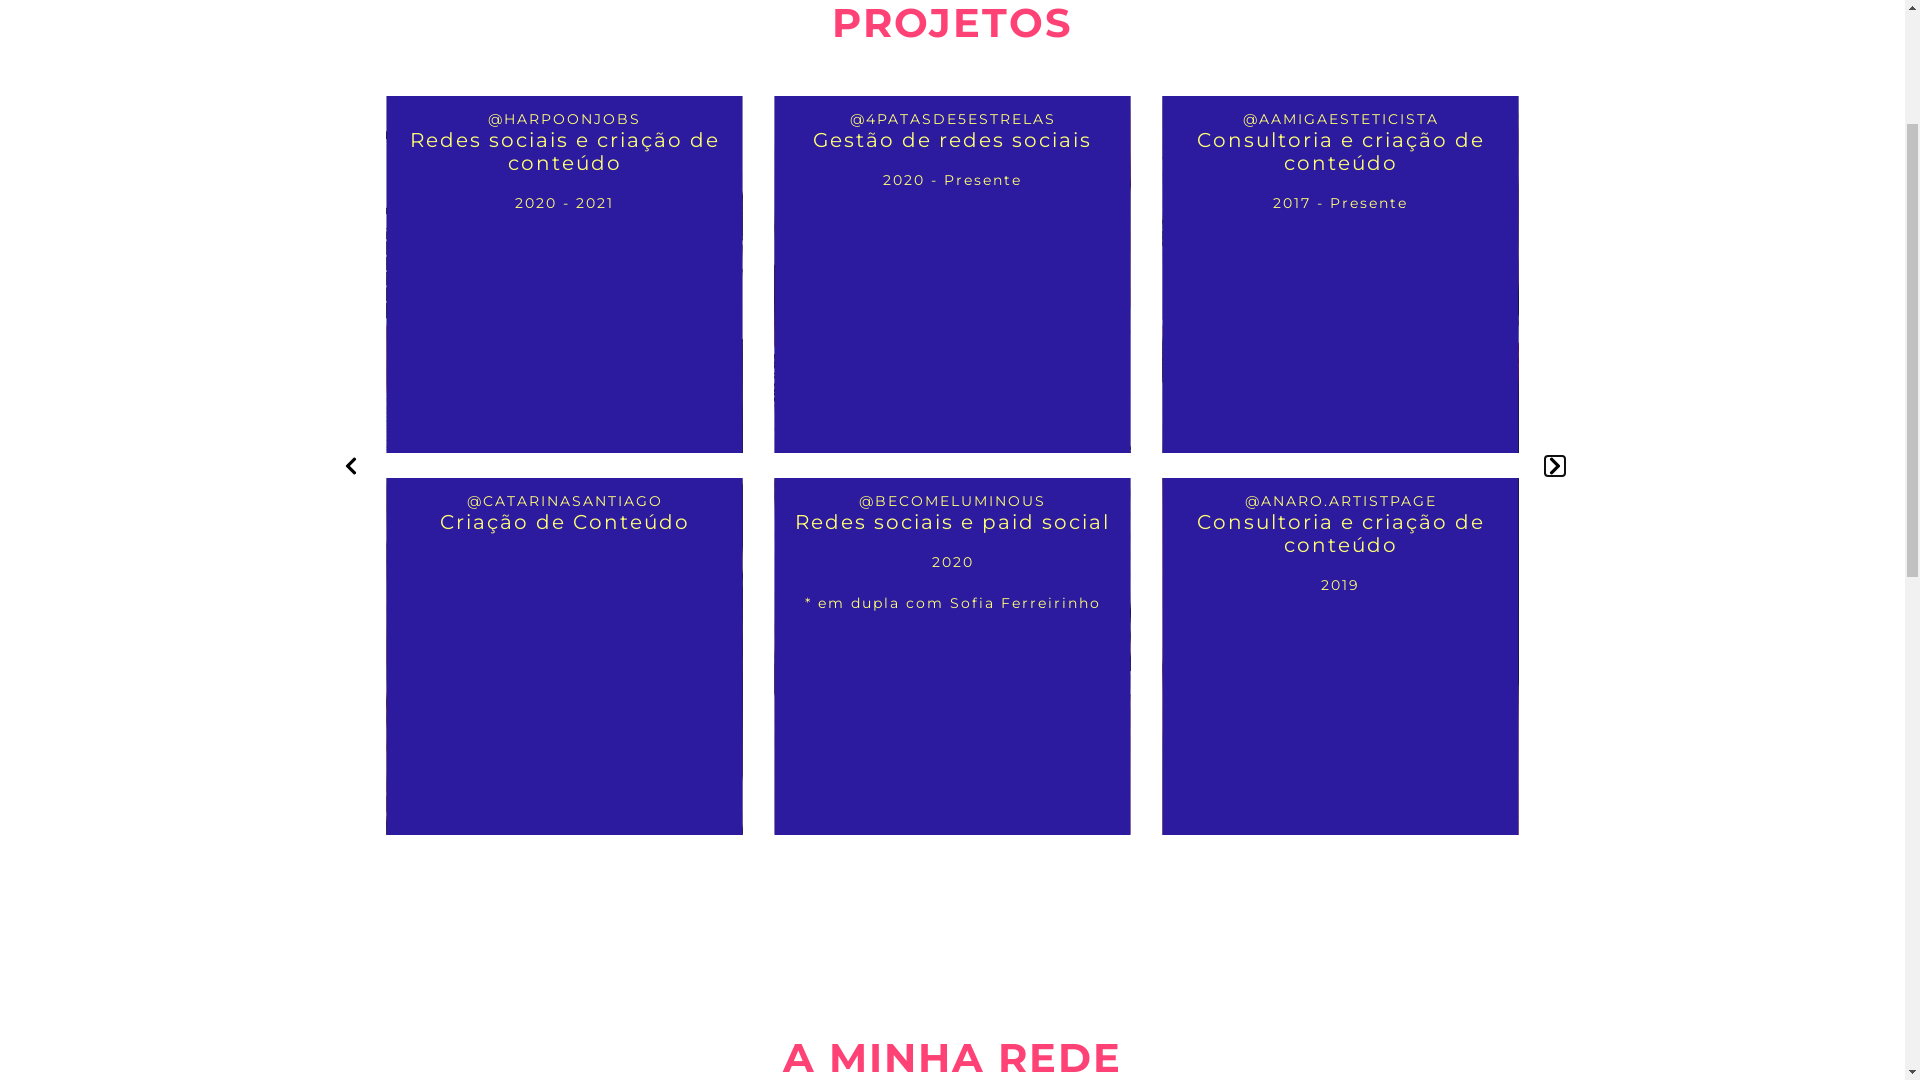 PROJETOS
@HARPOONJOBS
Redes sociais e criação de
conteúdo
2020 - 2021
@4PATASDE5ESTRELAS
Gestão de redes sociais
2020 - Presente
@AAMIGAESTETICISTA
Consultoria e criação de
conteúdo
2017 - Presente
@CATARINASANTIAGO
Criação de Conteúdo
@BECOMELUMINOUS
Redes sociais e paid social
2020
* em dupla com Sofia Ferreirinho
@ANARO.ARTISTPAGE
Consultoria e criação de
conteúdo
2019
A MINHA REDE